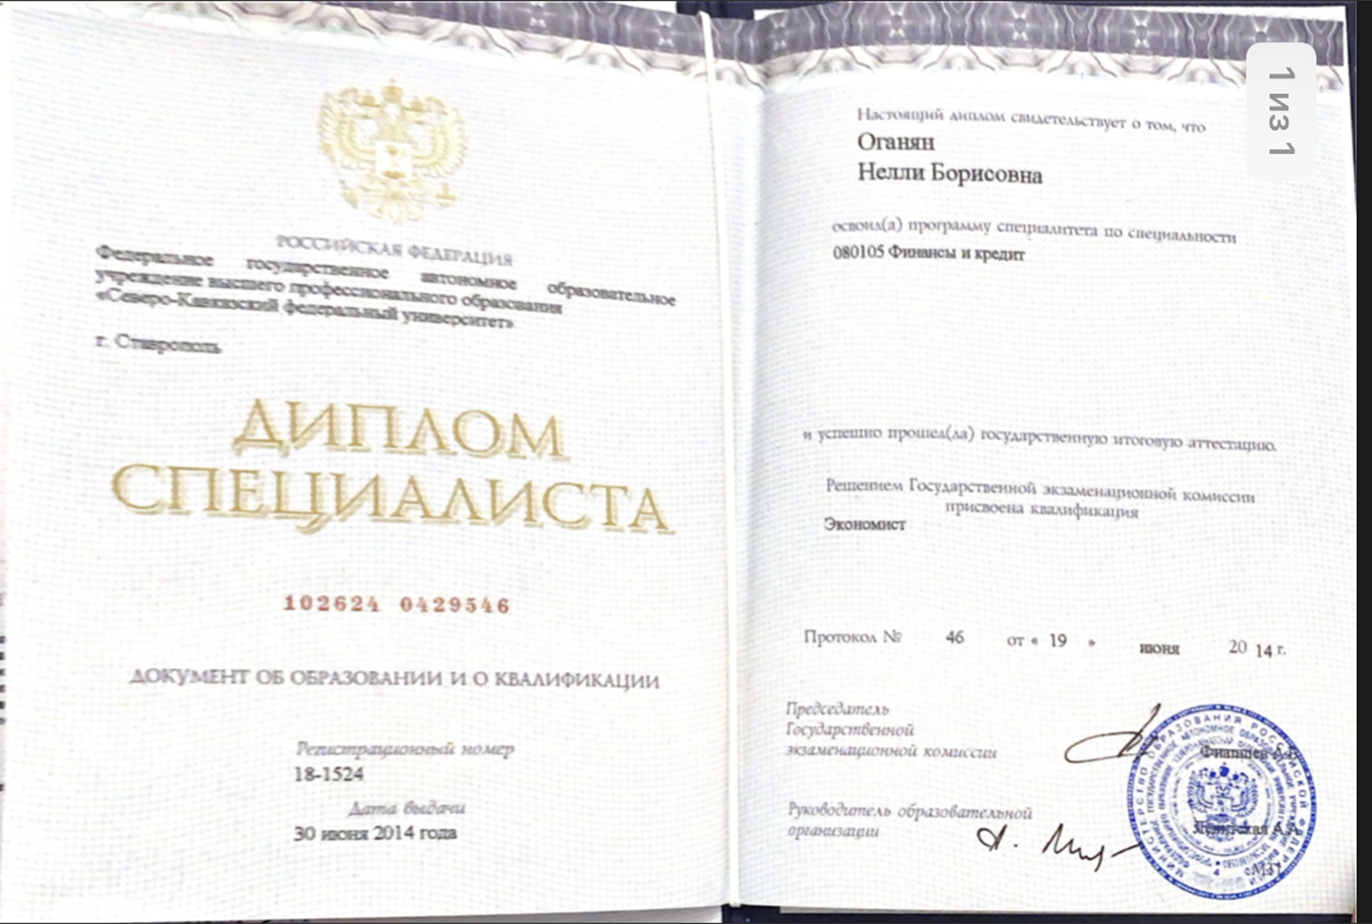 РОССИЙСКАЯ ФЕДЕРАЦИЯ
Федеральное государственное автономное образовательное
учреждение высшего профессионального образования
«Северо-Кавказский федеральный университет»
г. Ставрополь
ДИПЛОМ
СПЕЦИАЛИСТА
102624 0429546
ДОКУМЕНТ ОБ ОБРАЗОВАНИИ И О КВАЛИФИКАЦИИ
Регистрационный номер
18-1524
Дата выдачи
30 июня 2014 года
1 из 1
Настоящий диплом свидетельствует о том, что
Оганян
Нелли Борисовна
освоил(а) программу специалитета по специальности
080105 Финансы и кредит
и успешно прошел(ла) государственную итоговую аттестацию.
Решением Государственной экзаменационной комиссии
присвоена квалификация
Экономист
Протокол № 46 от « 19 » июня 20 14 г.
Председатель
Государственной
экзаменационной комиссии
Руководитель образовательной
организации